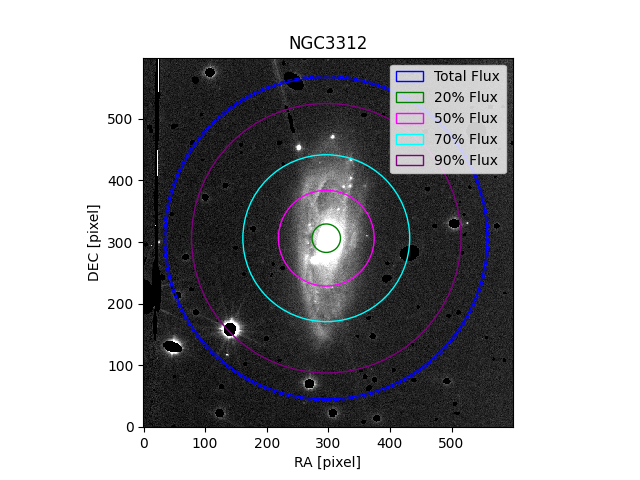 NGC3312
Total Flux
20% Flux
50% Flux
70% Flux
90% Flux
500
400
300
200
100
0
DEC [pixel]
0 100 200 300 400 500
RA [pixel]